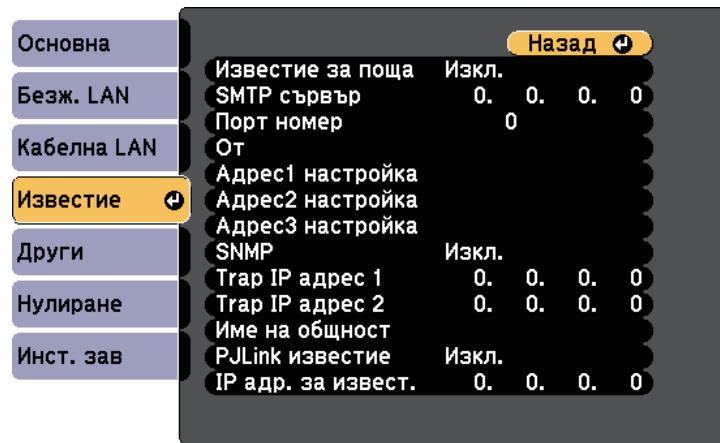 Основна
Безж. LAN
Кабелна LAN
Известие
Други
Нулиране
Инст. зав
Назад
Известие за поща Изкл.
SMTP сървър 0. 0. 0. 0
Порт номер 0
От
Адрес1 настройка
Адрес2 настройка
Адрес3 настройка
SNMP Изкл.
Trap IP адрес 1 0. 0. 0. 0
Trap IP адрес 2 0. 0. 0. 0
Име на общност
PJLink известие Изкл.
IP адр. за извест. 0. 0. 0. 0